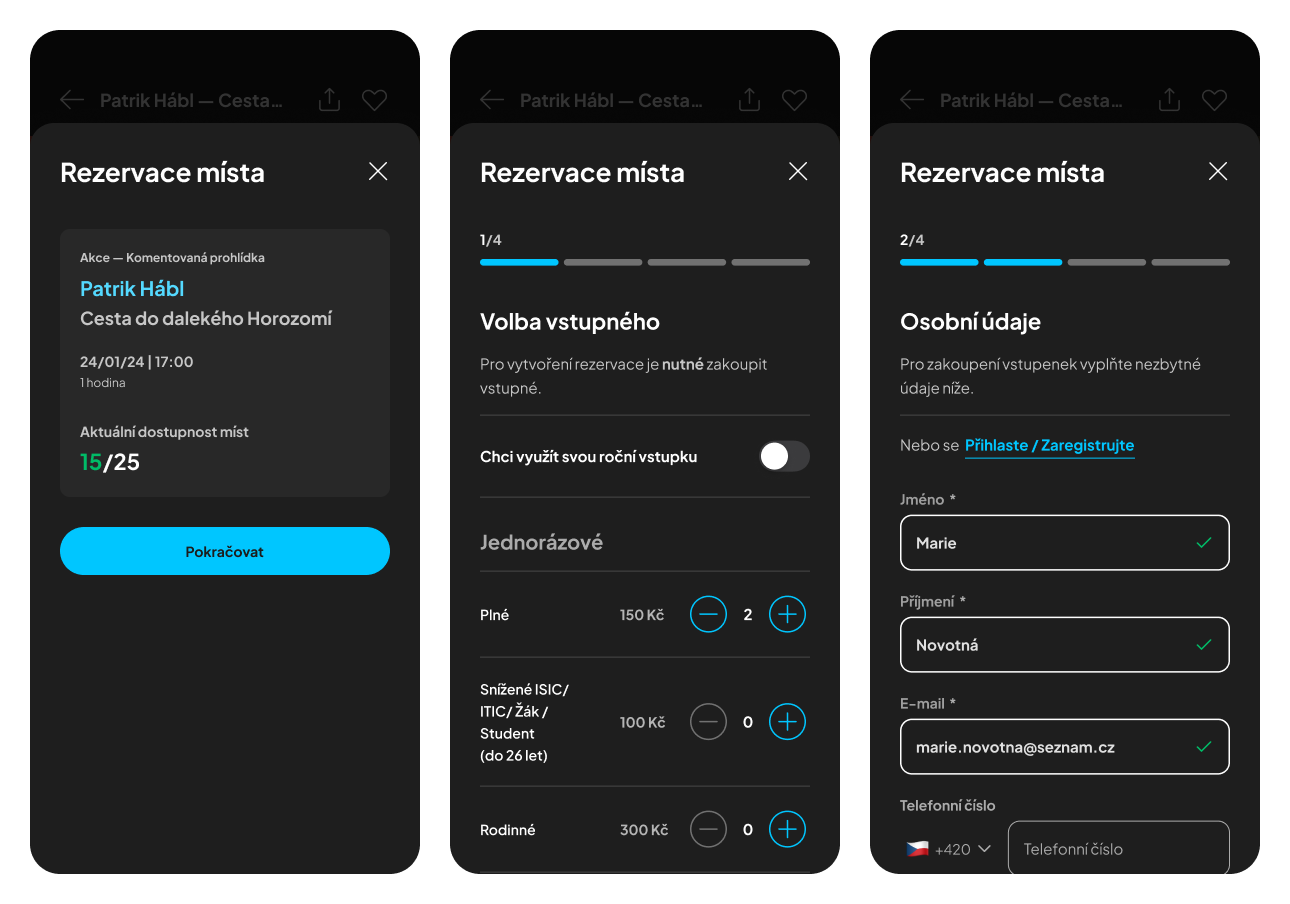 Patrik Hábl — Cesta…
Rezervace místa
Akce — Komentovaná prohlídka
Patrik Hábl
Cesta do dalekého Horozomí
24/01/24 | 17:00
1 hodina
Aktuální dostupnost míst
15/25
Pokračovat
Patrik Hábl — Cesta…
Rezervace místa
1/4
Volba vstupného
Pro vytvoření rezervace je nutné zakoupit
vstupné.
Chci využít svou roční vstupku
Jednorázové
Plné 150 Kč 2
Snížené ISIC/
ITIC/ Žák /
Student
(do 26 let)
100 Kč 0
Rodinné 300 Kč 0
Patrik Hábl — Cesta…
Rezervace místa
2/4
Osobní údaje
Pro zakoupení vstupenek vyplňte nezbytné
údaje níže.
Nebo se Přihlaste / Zaregistrujte
Jméno *
Marie
Příjmení *
Novotná
E-mail *
marie.novotna@seznam.cz
Telefonní číslo
+420 Telefonní číslo